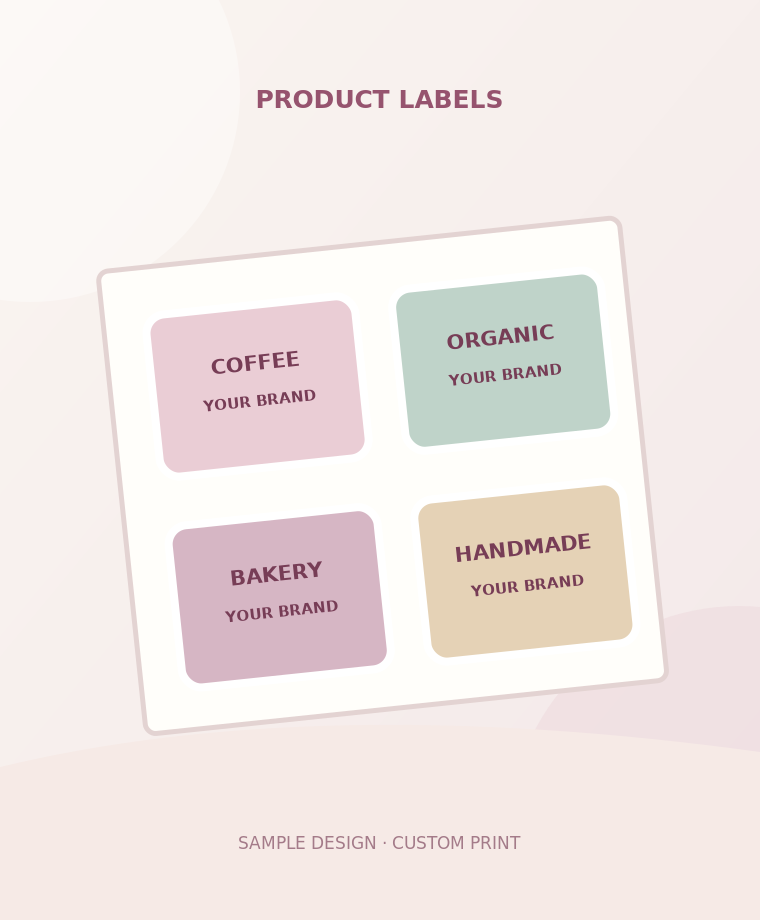 PRODUCT LABELS
COFFEE
YOUR BRAND
ORGANIC
YOUR BRAND
BAKERY
YOUR BRAND
HANDMADE
YOUR BRAND
SAMPLE DESIGN · CUSTOM PRINT